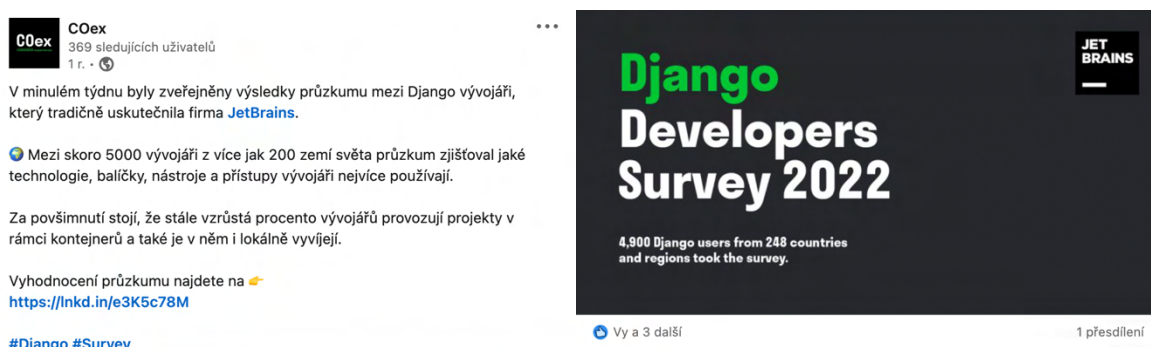 COex
COex
369 sledujících uživatelů
1 r. •
V minulém týdnu byly zveřejněny výsledky průzkumu mezi Django vývojáři,
který tradičně uskutečnila firma JetBrains.
🌍 Mezi skoro 5000 vývojáři z více jak 200 zemí světa průzkum zjišťoval jaké
technologie, balíčky, nástroje a přístupy vývojáři nejvíce používají.
Za povšimnutí stojí, že stále vzrůstá procento vývojářů provozují projekty v
rámci kontejnerů a také je v něm i lokálně vyvíjejí.
Vyhodnocení průzkumu najdete na 👉
https://lnkd.in/e3K5c78M
#Django #Survey
Django
Developers
Survey 2022
4,900 Django users from 248 countries
and regions took the survey.
JET
BRAINS
Vy a 3 další
1 přesdílení